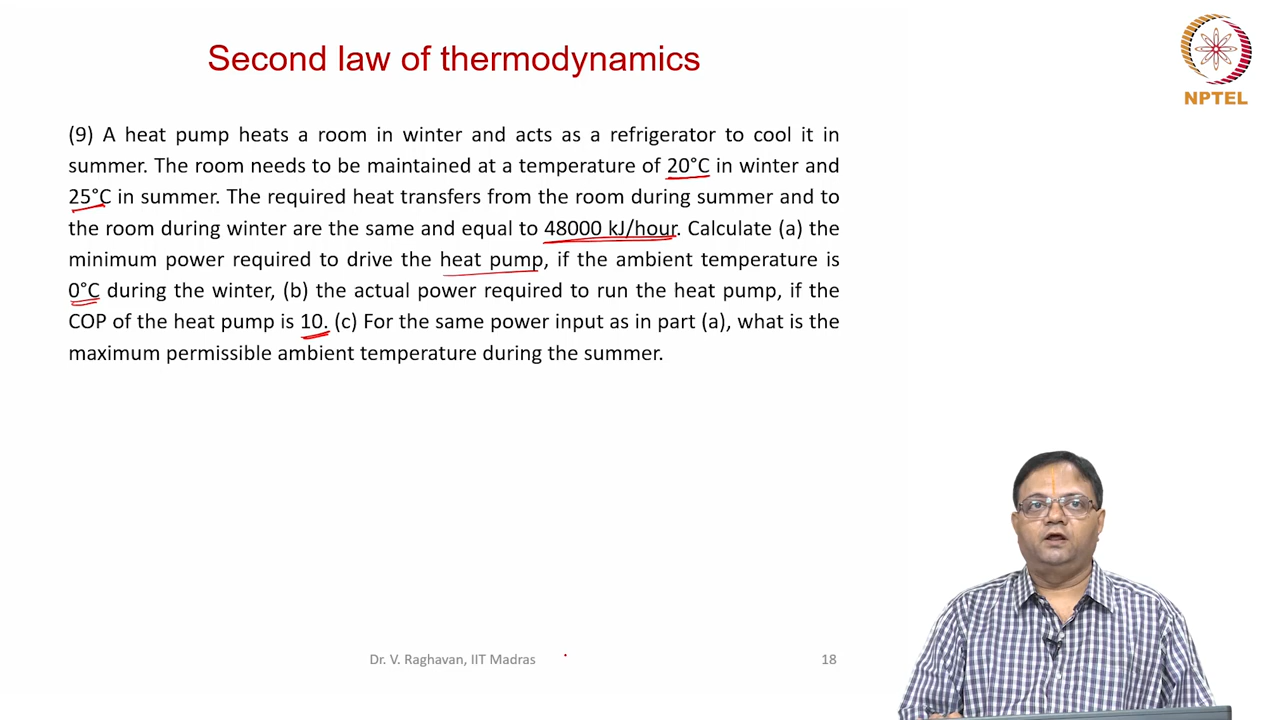 Second law of thermodynamics
NPTEL
(9) A heat pump heats a room in winter and acts as a refrigerator to cool it in
summer. The room needs to be maintained at a temperature of 20°C in winter and
25°C in summer. The required heat transfers from the room during summer and to
the room during winter are the same and equal to 48000 kJ/hour. Calculate (a) the
minimum power required to drive the heat pump, if the ambient temperature is
0°C during the winter, (b) the actual power required to run the heat pump, if the
COP of the heat pump is 10. (c) For the same power input as in part (a), what is the
maximum permissible ambient temperature during the summer.
Dr. V. Raghavan, IIT Madras
18